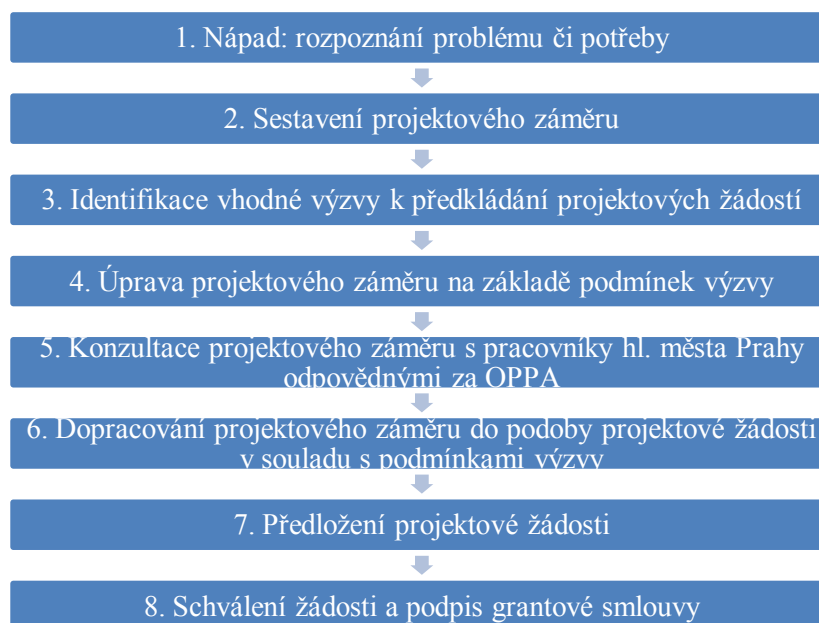 1. Nápad: rozpoznání problému či potřeby
2. Sestavení projektového záměru
3. Identifikace vhodné výzvy k předkládání projektových žádostí
4. Úprava projektového záměru na základě podmínek výzvy
5. Konzultace projektového záměru s pracovníky hl. města Prahy
odpovědnými za OPPA
6. Dopracování projektového záměru do podoby projektové žádosti
v souladu s podmínkami výzvy
7. Předložení projektové žádosti
8. Schválení žádosti a podpis grantové smlouvy